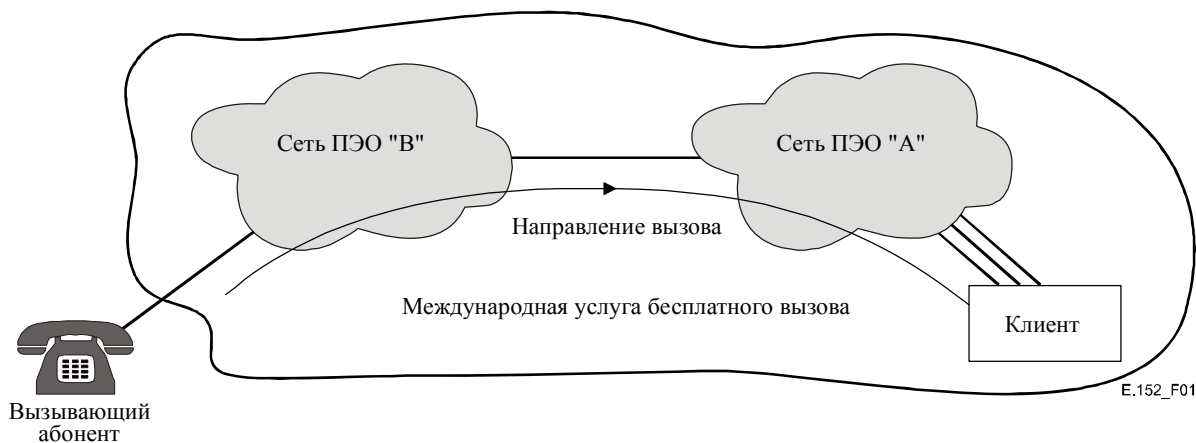 Сеть ПЭО "B"
Сеть ПЭО "A"
Направление вызова
Международная услуга бесплатного вызова
Клиент
Вызывающий
абонент
E.152_F01